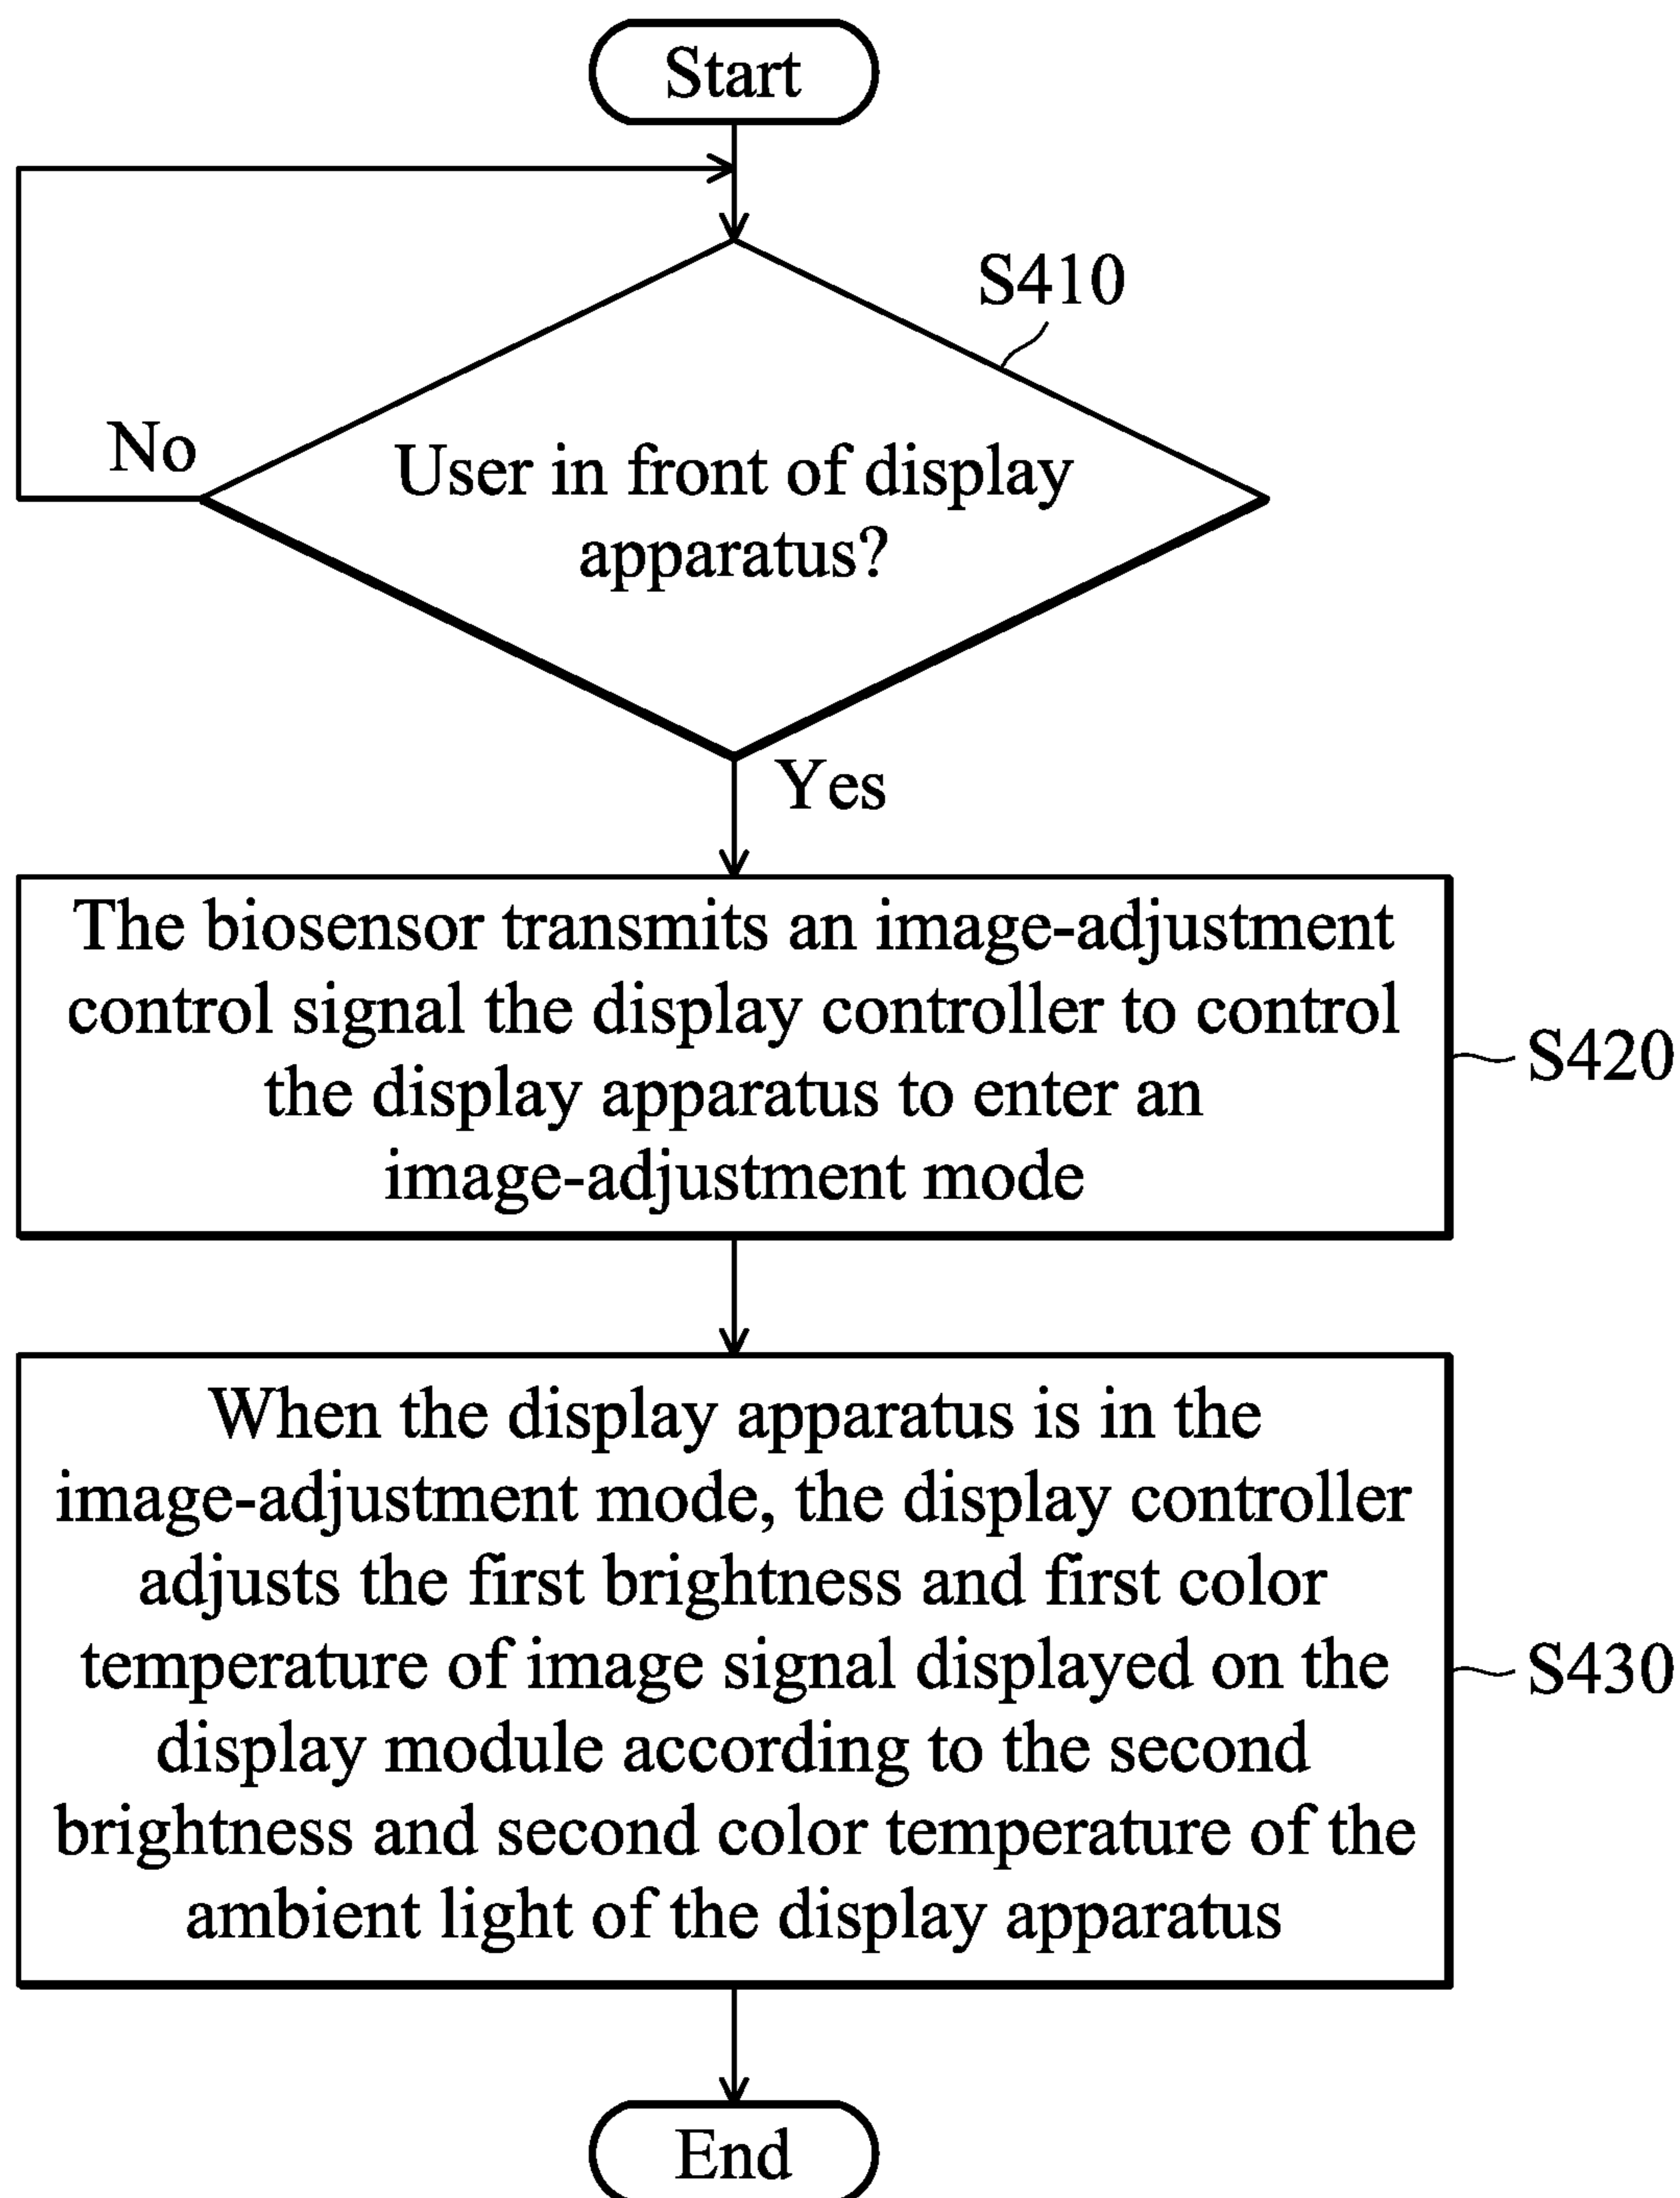 Start
S410
No
User in front of display
apparatus?
Yes
The biosensor transmits an image-adjustment
control signal the display controller to control
the display apparatus to enter an
image-adjustment mode
S420
When the display apparatus is in the
image-adjustment mode, the display controller
adjusts the first brightness and first color
temperature of image signal displayed on the
display module according to the second
brightness and second color temperature of the
ambient light of the display apparatus
S430
End